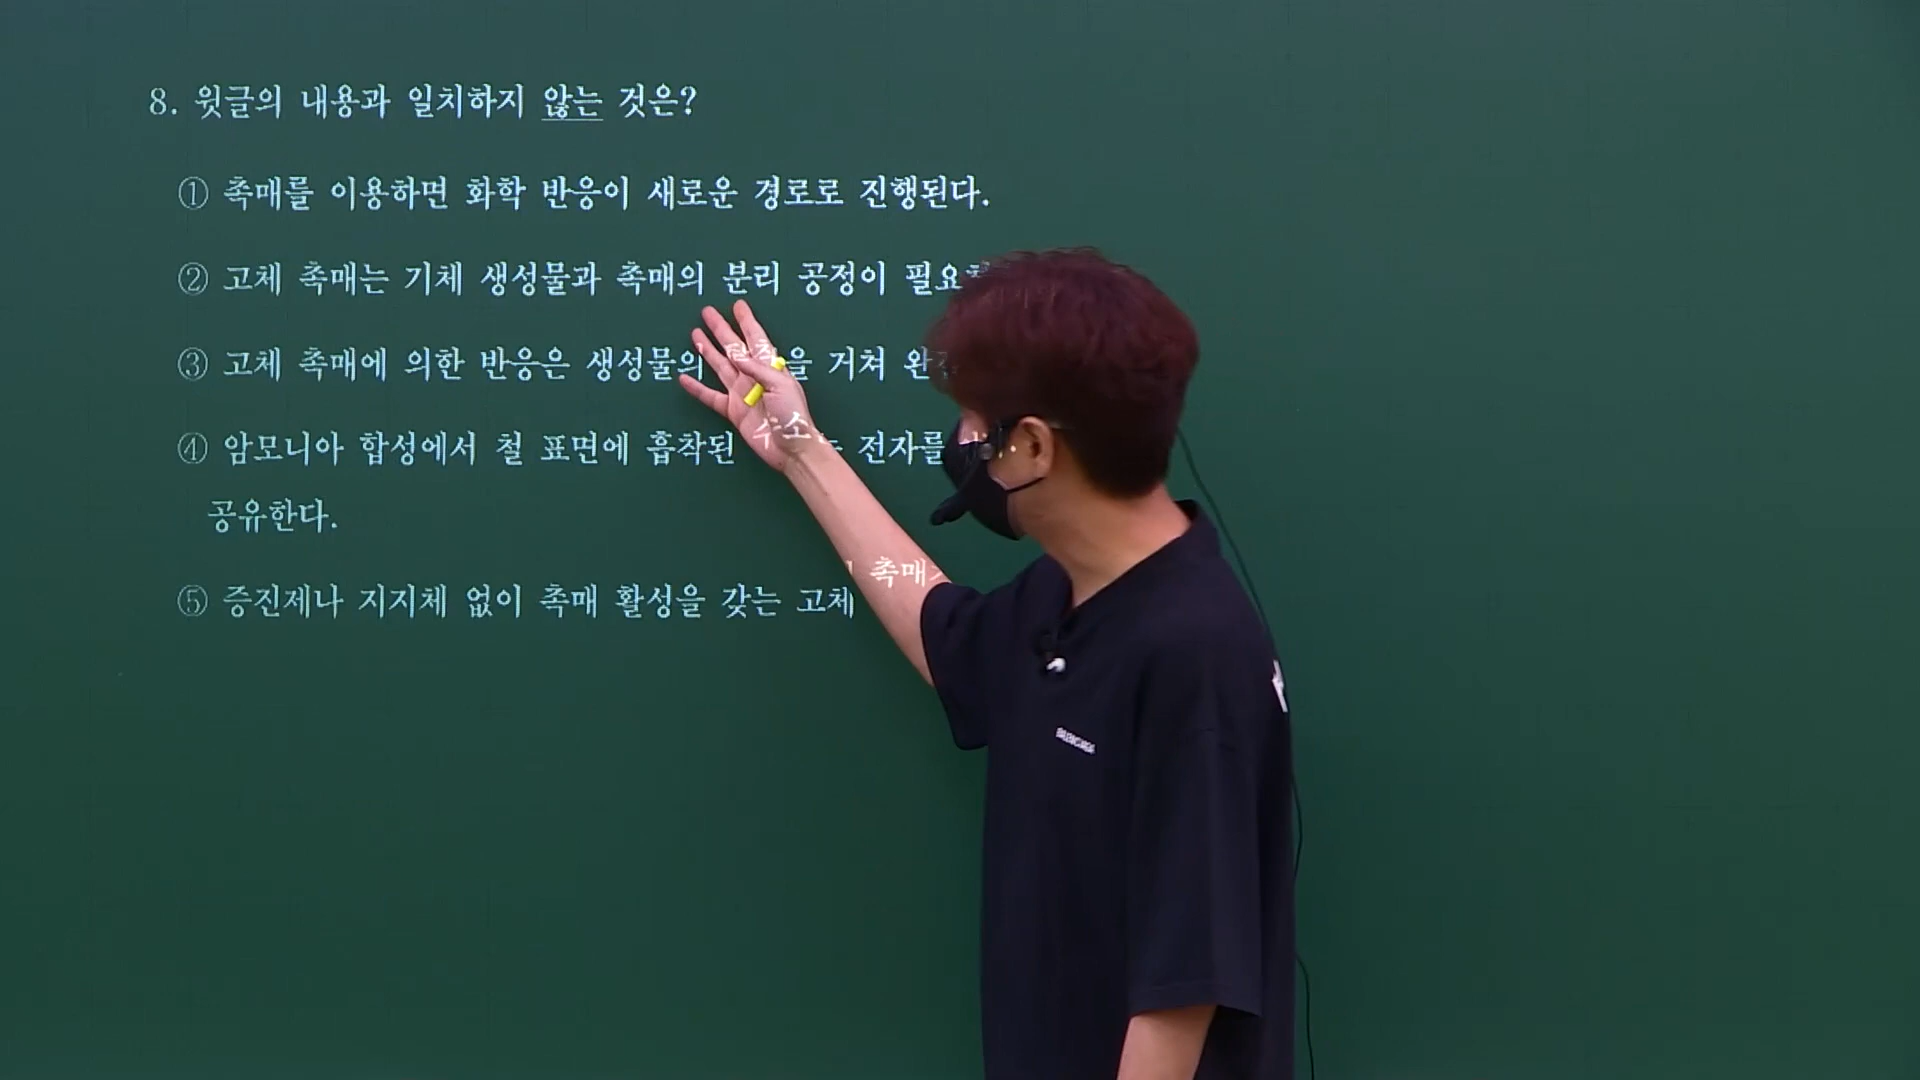 8. 윗글의 내용과 일치하지 않는 것은?
① 촉매를 이용하면 화학 반응이 새로운 경로로 진행된다.
② 고체 촉매는 기체 생성물과 촉매의 분리 공정이
③ 고체 촉매에 의한 반응은 생성물의 탈착을 거쳐
④ 암모니아 합성에서 철 표면에 흡착된 수소는 전자를
공유한다.
⑤ 증진제나 지지체 없이 촉매 활성을 갖는 고체 촉매
BALENCIAGA